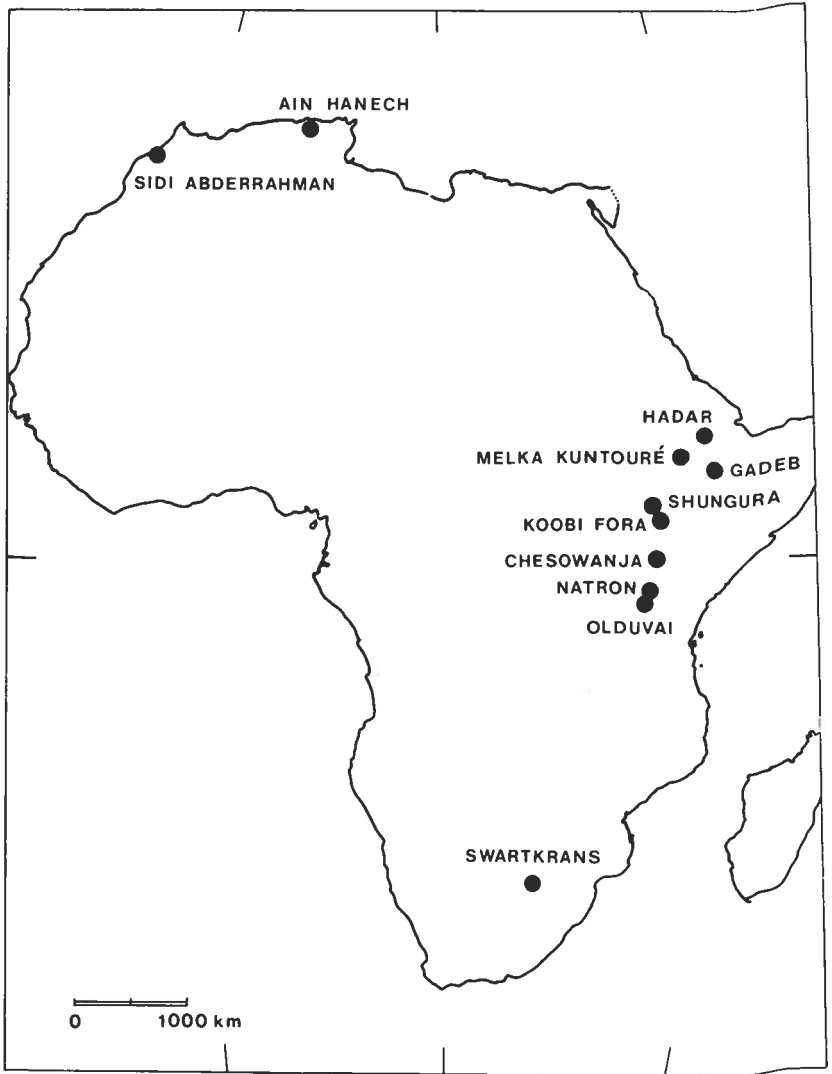 AIN HANECH
SIDI ABDERRAHMAN
HADAR
MELKA KUNTOURÉ
GADEB
SHUNGURA
KOOBI FORA
CHESOWANJA
NATRON
OLDUVAI
SWARTKRANS
0 1000 km